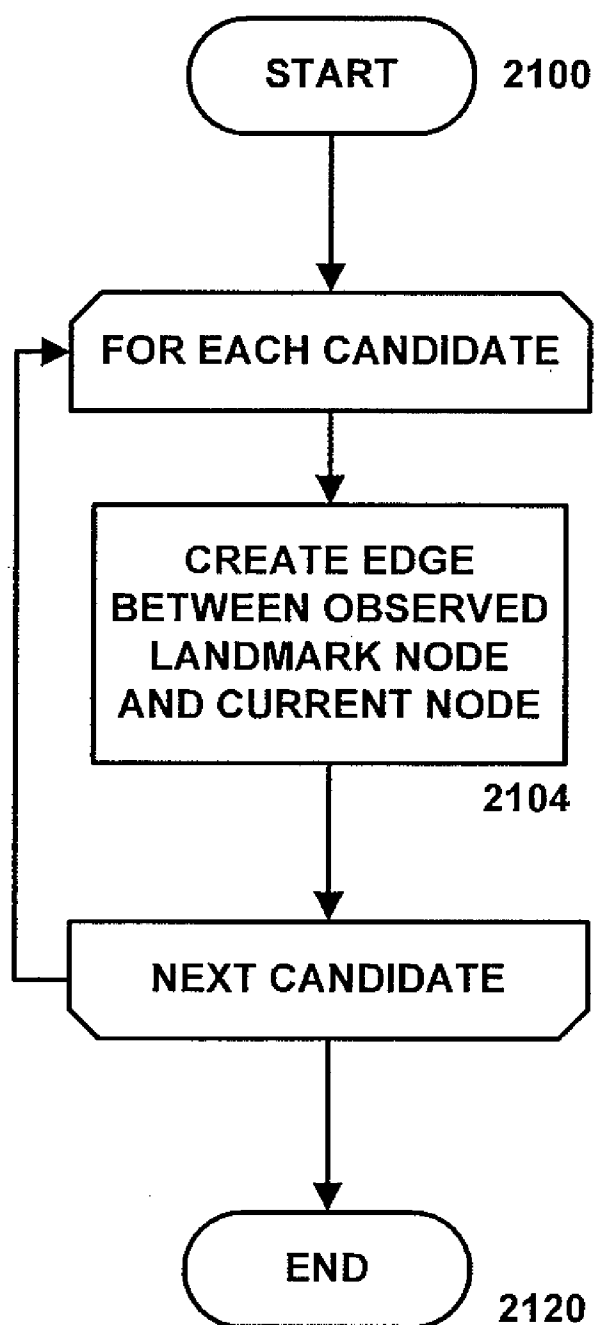 START 2100
FOR EACH CANDIDATE
CREATE EDGE
BETWEEN OBSERVED
LANDMARK NODE
AND CURRENT NODE
2104
NEXT CANDIDATE
END
2120